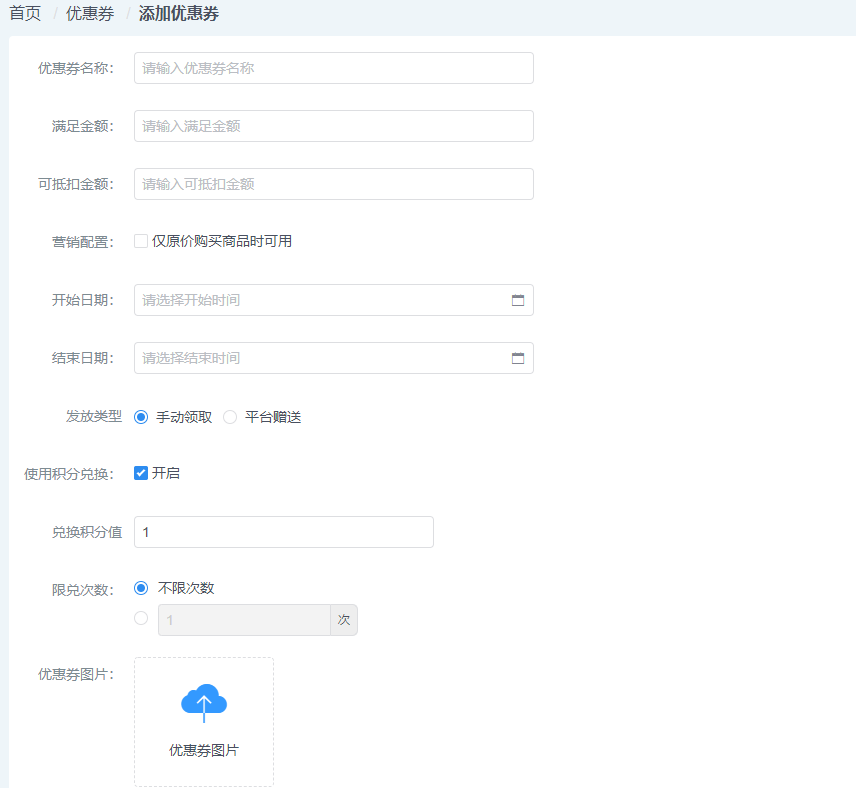 首页 / 优惠券 / 添加优惠券
优惠券名称： 请输入优惠券名称
满足金额： 请输入满足金额
可抵扣金额： 请输入可抵扣金额
营销配置： 仅原价购买商品时可用
开始日期： 请选择开始时间
结束日期： 请选择结束时间
发放类型 手动领取 平台赠送
使用积分兑换： 开启
兑换积分值 1
限兑次数： 不限次数
1 次
优惠券图片：
优惠券图片